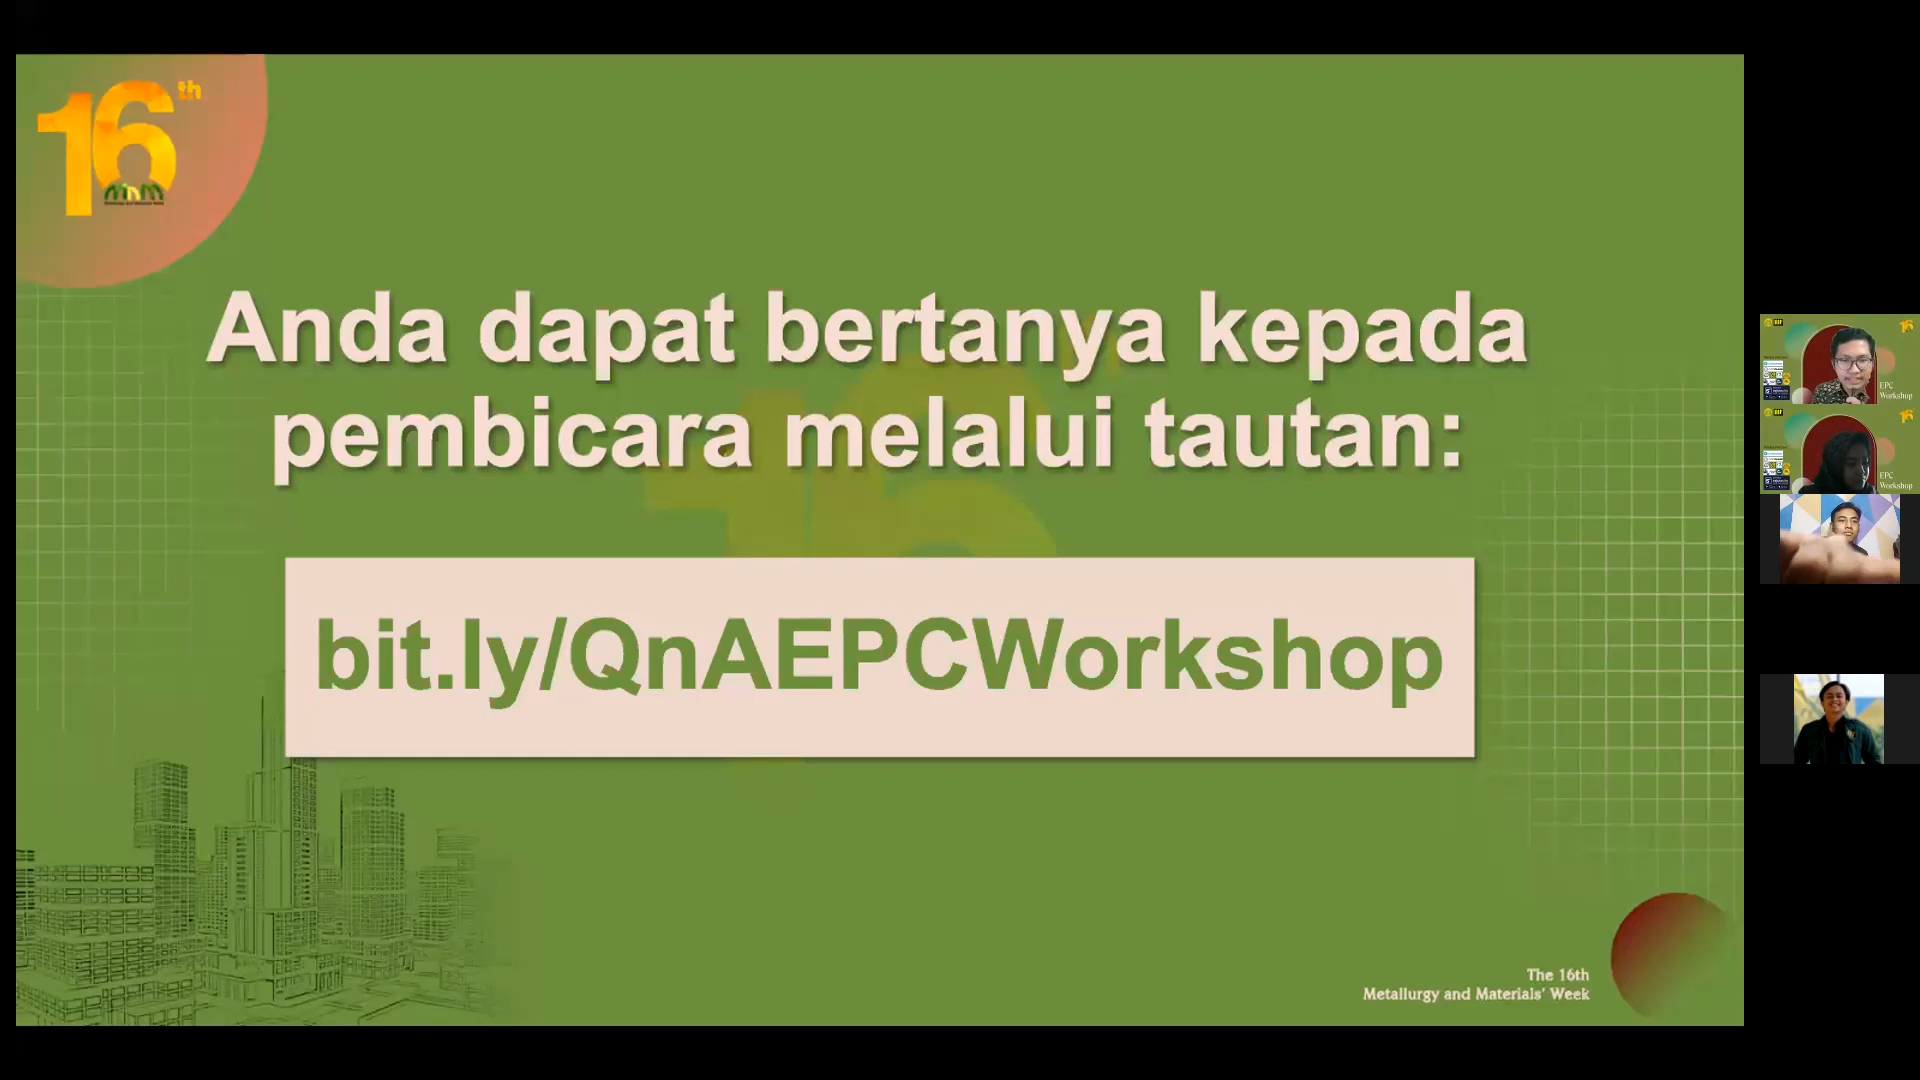 16th
MnM
Anda dapat bertanya kepada
pembicara melalui tautan:
bit.ly/QnAEPCWorkshop
The 16th
Metallurgy and Materials' Week
EPC
Workshop
EPC
Workshop